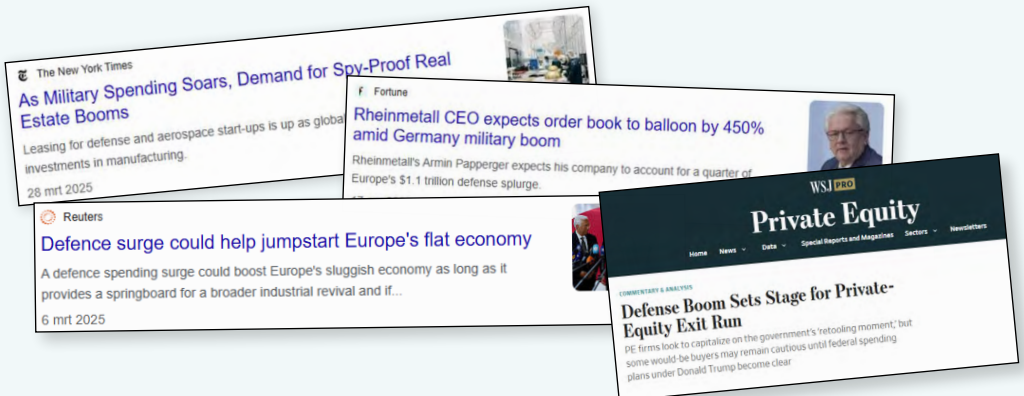 The New York Times
As Military Spending Soars, Demand for Spy-Proof Real
Estate Booms
Leasing for defense and aerospace start-ups is up as global
investments in manufacturing.
28 mrt 2025
Fortune
Rheinmetall CEO expects order book to balloon by 450%
amid Germany military boom
Rheinmetall's Armin Papperger expects his company to account for a quarter of
Europe's $1.1 trillion defense splurge.
Reuters
Defence surge could help jumpstart Europe's flat economy
A defence spending surge could boost Europe's sluggish economy as long as it
provides a springboard for a broader industrial revival and if...
6 mrt 2025
WSJ PRO
Private Equity
Home News Data Special Reports and Magazines Sectors Newsletters
COMMENTARY & ANALYSIS
Defense Boom Sets Stage for Private-
Equity Exit Run
PE firms look to capitalize on the government's 'retooling moment,' but
some would-be buyers may remain cautious until federal spending
plans under Donald Trump become clear